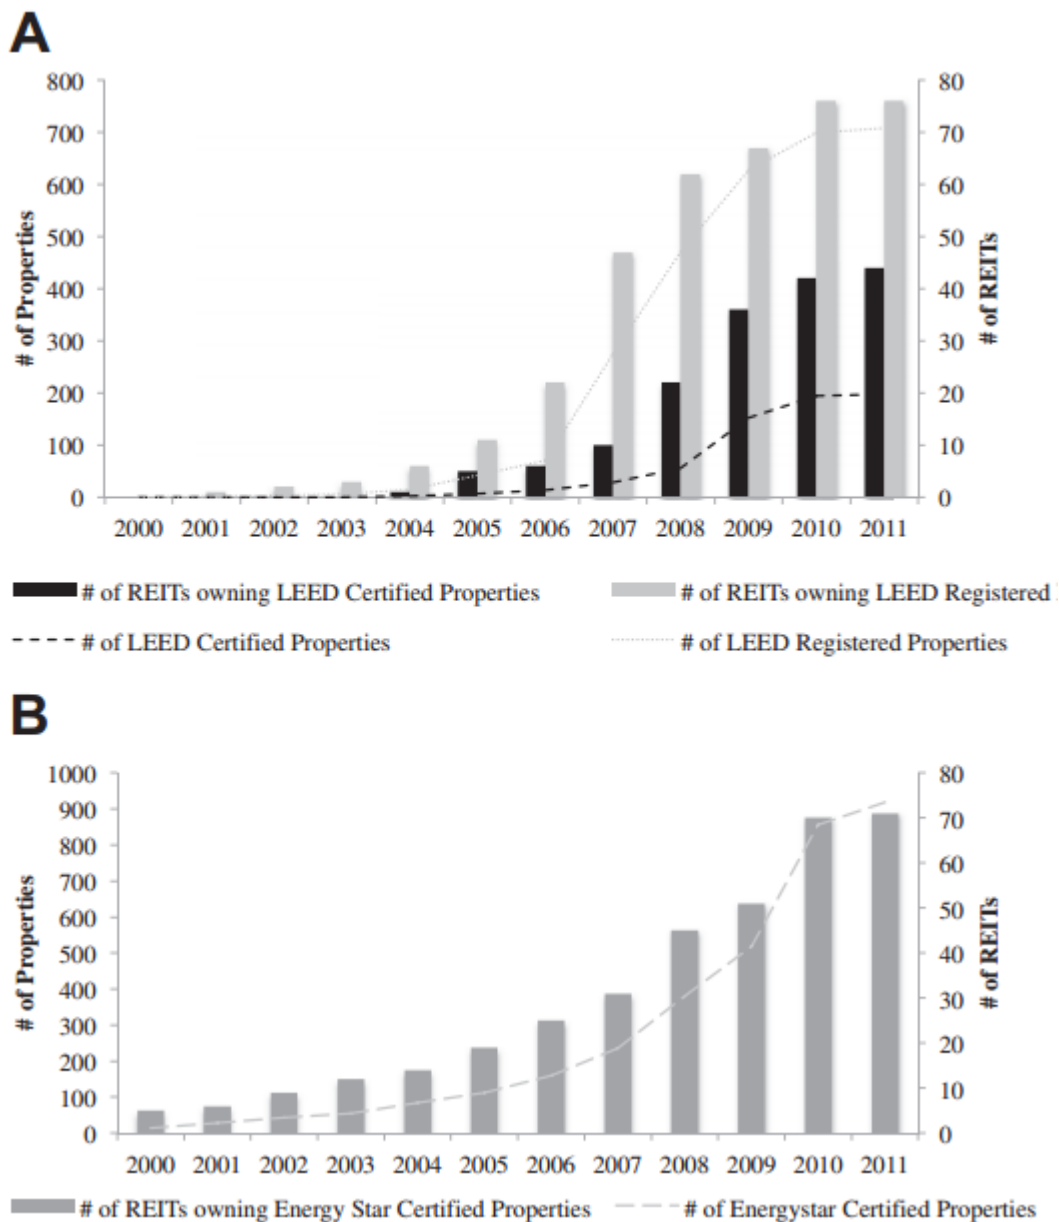 A
800
700
600
500
400
300
200
100
0
# of Properties
80
70
60
50
40
30
20
10
0
# of REITs
2000 2001 2002 2003 2004 2005 2006 2007 2008 2009 2010 2011
# of REITs owning LEED Certified Properties
# of REITs owning LEED Registered
# of LEED Certified Properties
# of LEED Registered Properties
B
1000
900
800
700
600
500
400
300
200
100
0
# of Properties
80
70
60
50
40
30
20
10
0
# of REITs
2000 2001 2002 2003 2004 2005 2006 2007 2008 2009 2010 2011
# of REITs owning Energy Star Certified Properties
# of Energystar Certified Properties